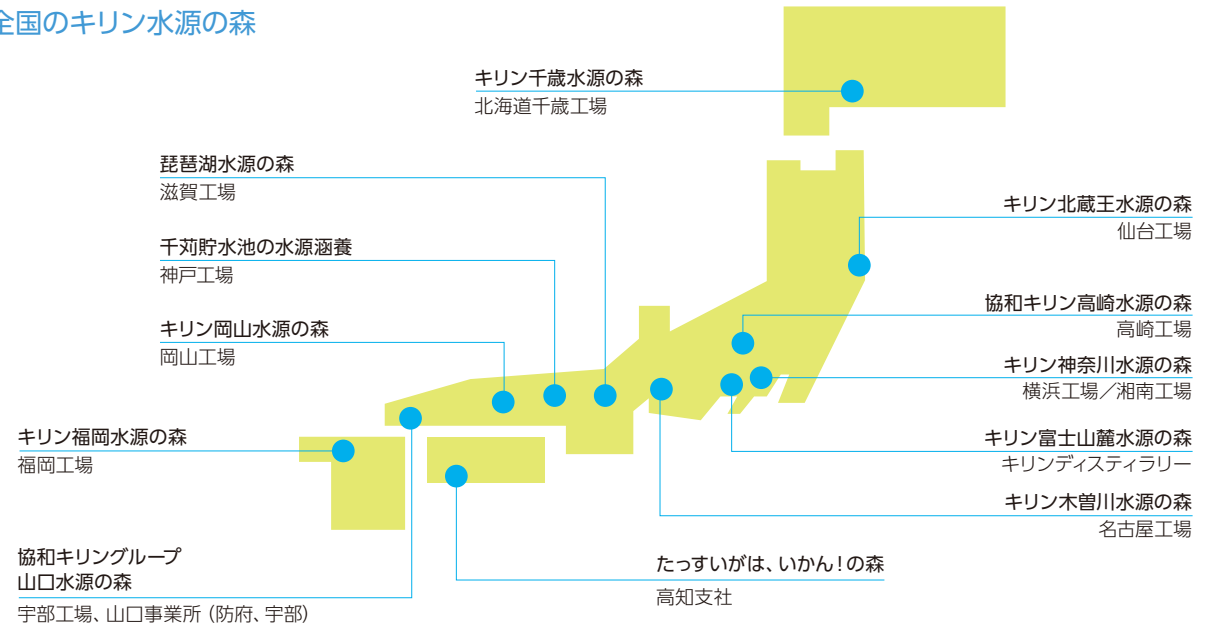 全国のキリン水源の森
キリン千歳水源の森
北海道千歳工場
琵琶湖水源の森
滋賀工場
千苅貯水池の水源涵養
神戸工場
キリン岡山水源の森
岡山工場
キリン福岡水源の森
福岡工場
協和キリングループ
山口水源の森
宇部工場、山口事業所（防府、宇部）
たっすいがは、いかん！の森
高知支社
キリン北蔵王水源の森
仙台工場
協和キリン高崎水源の森
高崎工場
キリン神奈川水源の森
横浜工場／湘南工場
キリン富士山麓水源の森
キリンディスティラリー
キリン木曽川水源の森
名古屋工場